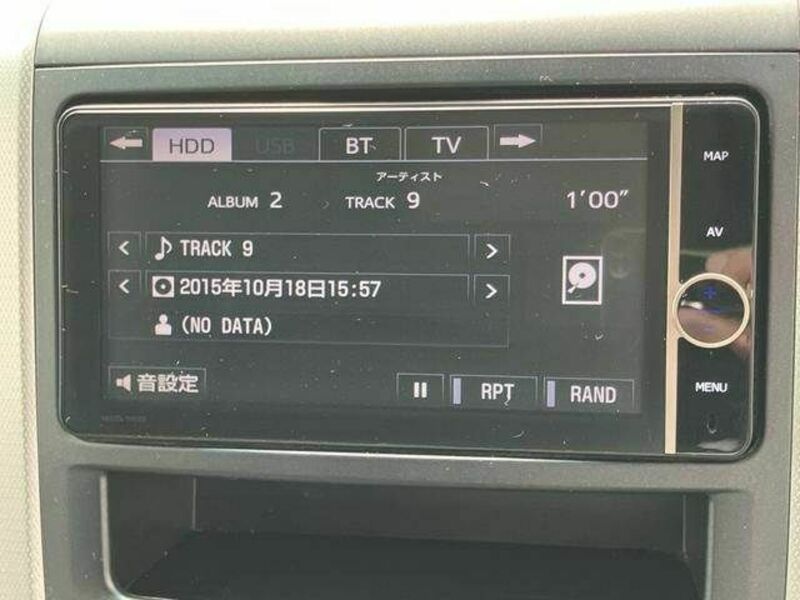 HDD USB BT TV
アーティスト
ALBUM 2 TRACK 9 1'00"
TRACK 9
2015年10月18日15:57
(NO DATA)
音設定 RPT RAND
MAP
AV
+
-
MENU